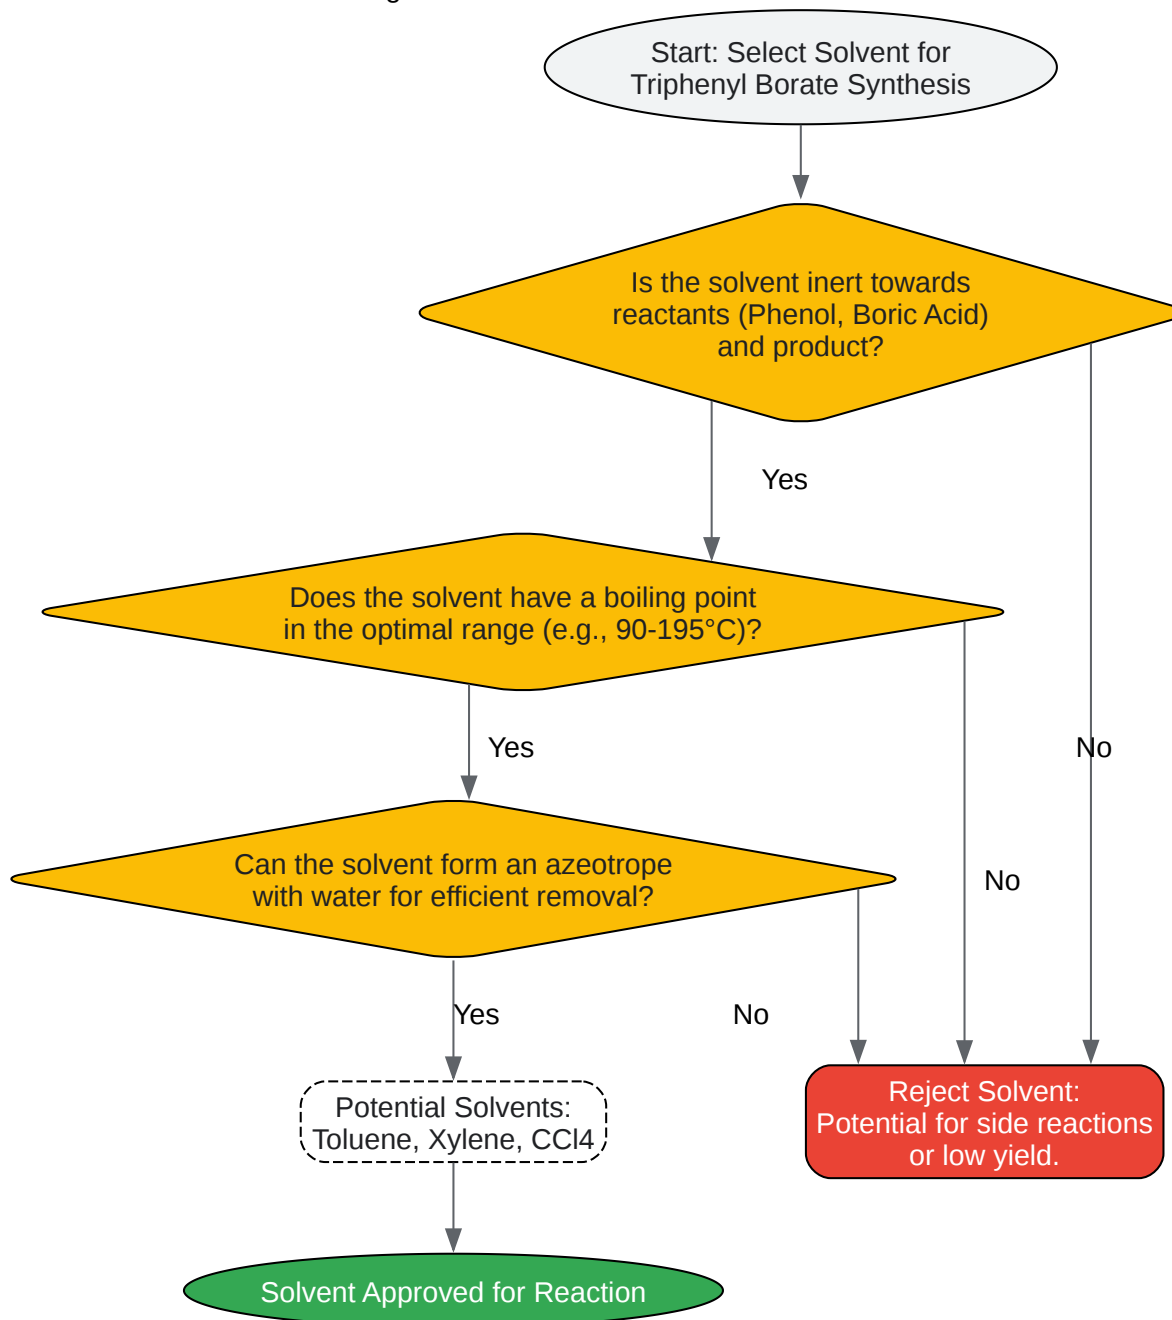 Start: Select Solvent for
Triphenyl Borate Synthesis
Is the solvent inert towards
reactants (Phenol, Boric Acid)
and product?
Yes
Does the solvent have a boiling point
in the optimal range (e.g., 90-195°C)?
Yes
No
Can the solvent form an azeotrope
with water for efficient removal?
No
Yes
No
Potential Solvents:
Toluene, Xylene, CCl4
Reject Solvent:
Potential for side reactions
or low yield.
Solvent Approved for Reaction